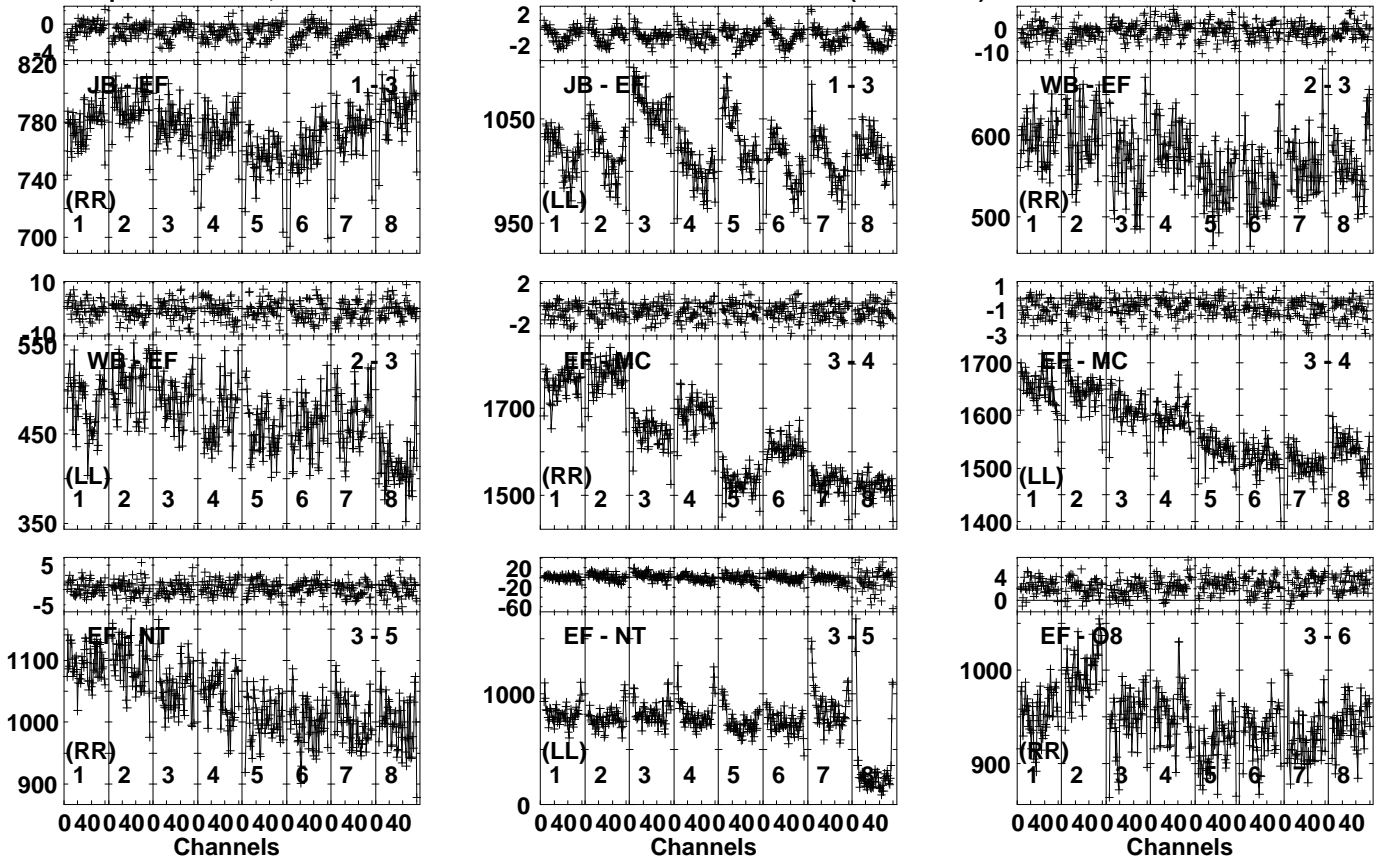 0
-4
2
-2
0
-10
820
780
740
700
JB - EF 1 - 3
(RR)
1 2 3 4 5 6 7 8
1050
950
JB - EF 1 - 3
(LL)
1 2 3 4 5 6 7 8
600
500
WB - EF 2 - 3
(RR)
1 2 3 4 5 6 7 8
10
-10
2
-2
1
-1
-3
550
450
350
WB - EF 2 - 3
(LL)
1 2 3 4 5 6 7 8
1700
1500
EF - MC 3 - 4
(RR)
1 2 3 4 5 6 7 8
1700
1600
1500
1400
EF - MC 3 - 4
(LL)
1 2 3 4 5 6 7 8
5
-5
20
-20
-60
4
0
1100
1000
900
EF - NT 3 - 5
(RR)
1 2 3 4 5 6 7 8
1000
0
EF - NT 3 - 5
(LL)
1 2 3 4 5 6 7 8
1000
900
EF - O8 3 - 6
(RR)
1 2 3 4 5 6 7 8
0 40 0 40 0 40 0 40 0 40 0 40 0 40 0 40
Channels
0 40 0 40 0 40 0 40 0 40 0 40 0 40 0 40
Channels
0 40 0 40 0 40 0 40 0 40 0 40 0 40 0 40
Channels